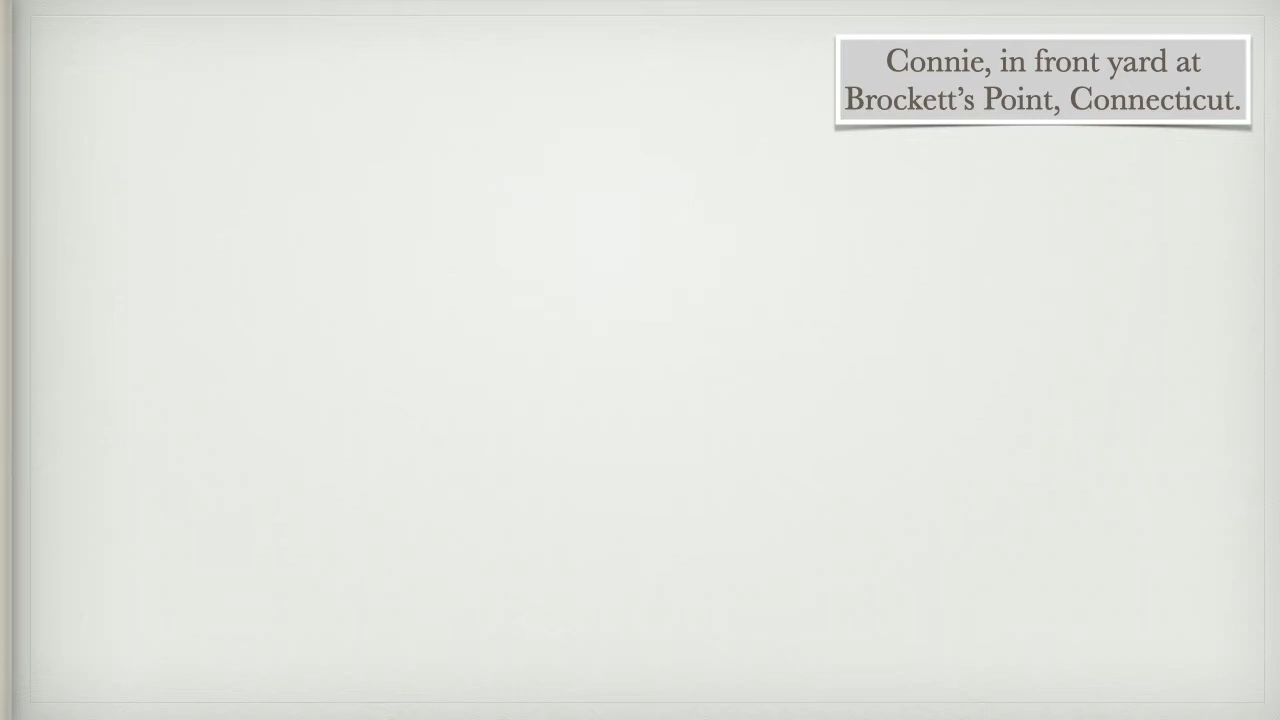 Connie, in front yard at
Brockett’s Point, Connecticut.